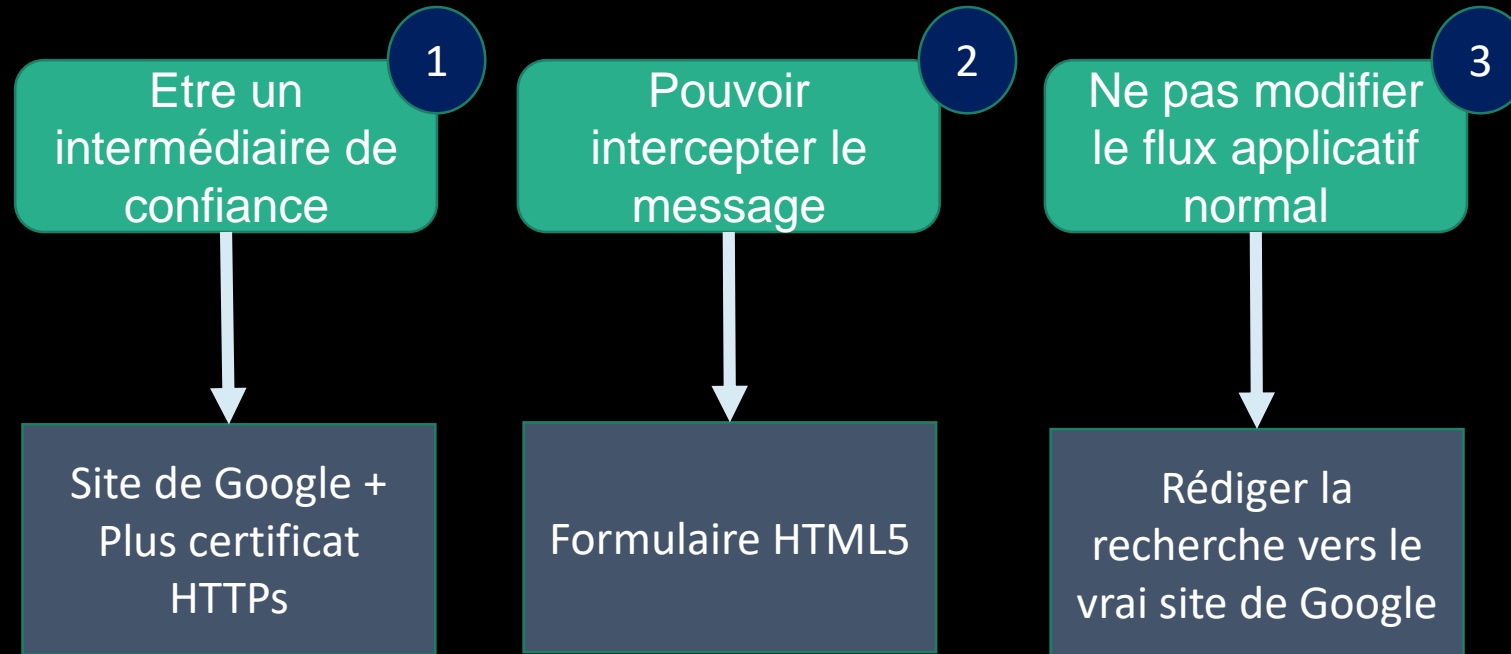 1
Etre un
intermédiaire de
confiance
2
Pouvoir
intercepter le
message
3
Ne pas modifier
le flux applicatif
normal
Site de Google +
Plus certificat
HTTPs
Formulaire HTML5
Rédiger la
recherche vers le
vrai site de Google